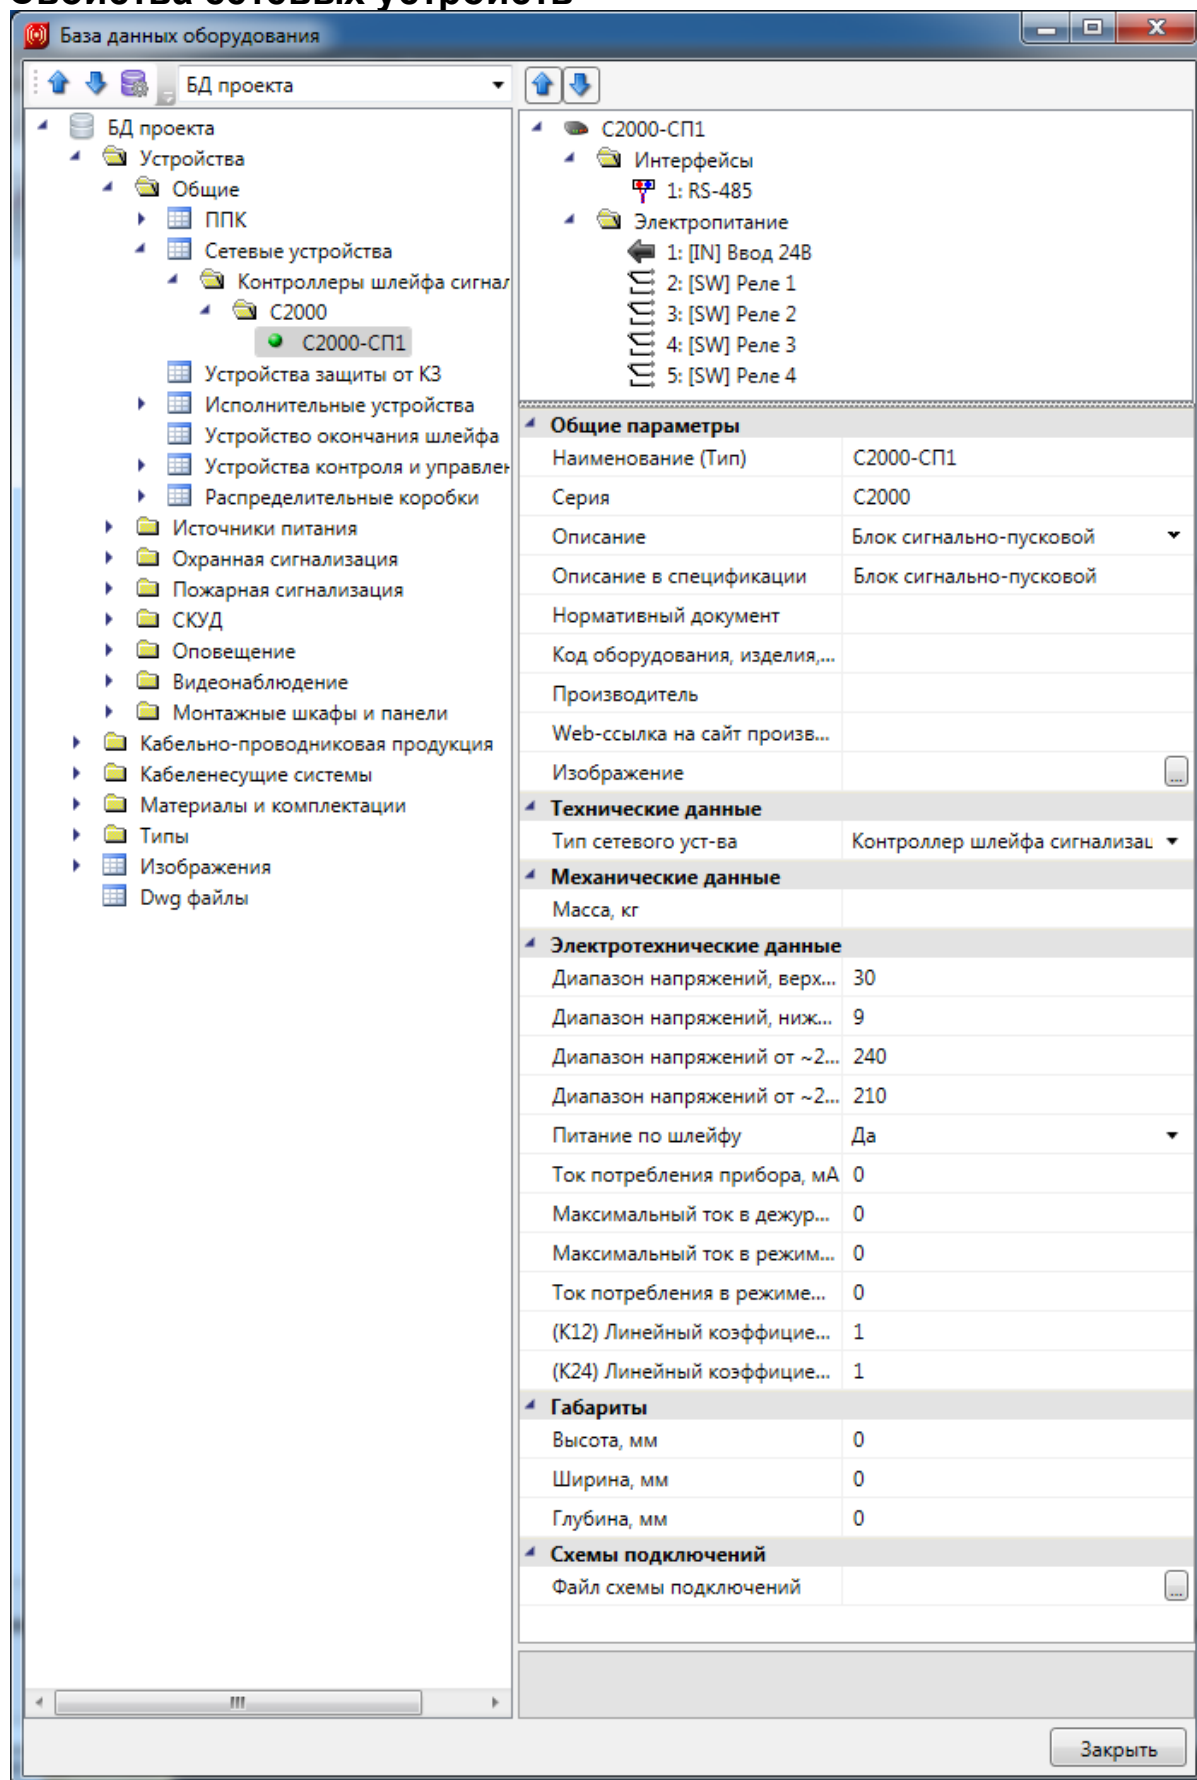 Свойства сетевых устройств
База данных оборудования
БД проекта
БД проекта
Устройства
Общие
ППК
Сетевые устройства
Контроллеры шлейфа сигнал
С2000
С2000-СП1
Устройства защиты от КЗ
Исполнительные устройства
Устройство окончания шлейфа
Устройства контроля и управлен
Распределительные коробки
Источники питания
Охранная сигнализация
Пожарная сигнализация
СКУД
Оповещение
Видеонаблюдение
Монтажные шкафы и панели
Кабельно-проводниковая продукция
Кабеленесущие системы
Материалы и комплектации
Типы
Изображения
Dwg файлы
С2000-СП1
Интерфейсы
1: RS-485
Электропитание
1: [IN] Ввод 24В
2: [SW] Реле 1
3: [SW] Реле 2
4: [SW] Реле 3
5: [SW] Реле 4
Общие параметры
Наименование (Тип) С2000-СП1
Серия С2000
Описание Блок сигнально-пусковой
Описание в спецификации Блок сигнально-пусковой
Нормативный документ
Код оборудования, изделия,...
Производитель
Web-ссылка на сайт произв...
Изображение ...
Технические данные
Тип сетевого уст-ва Контроллер шлейфа сигнализац
Механические данные
Масса, кг
Электротехнические данные
Диапазон напряжений, верх... 30
Диапазон напряжений, ниж... 9
Диапазон напряжений от ~2... 240
Диапазон напряжений от ~2... 210
Питание по шлейфу Да
Ток потребления прибора, мА 0
Максимальный ток в дежур... 0
Максимальный ток в режим... 0
Ток потребления в режиме... 0
(К12) Линейный коэффицие... 1
(К24) Линейный коэффицие... 1
Габариты
Высота, мм 0
Ширина, мм 0
Глубина, мм 0
Схемы подключений
Файл схемы подключений ...
Закрыть